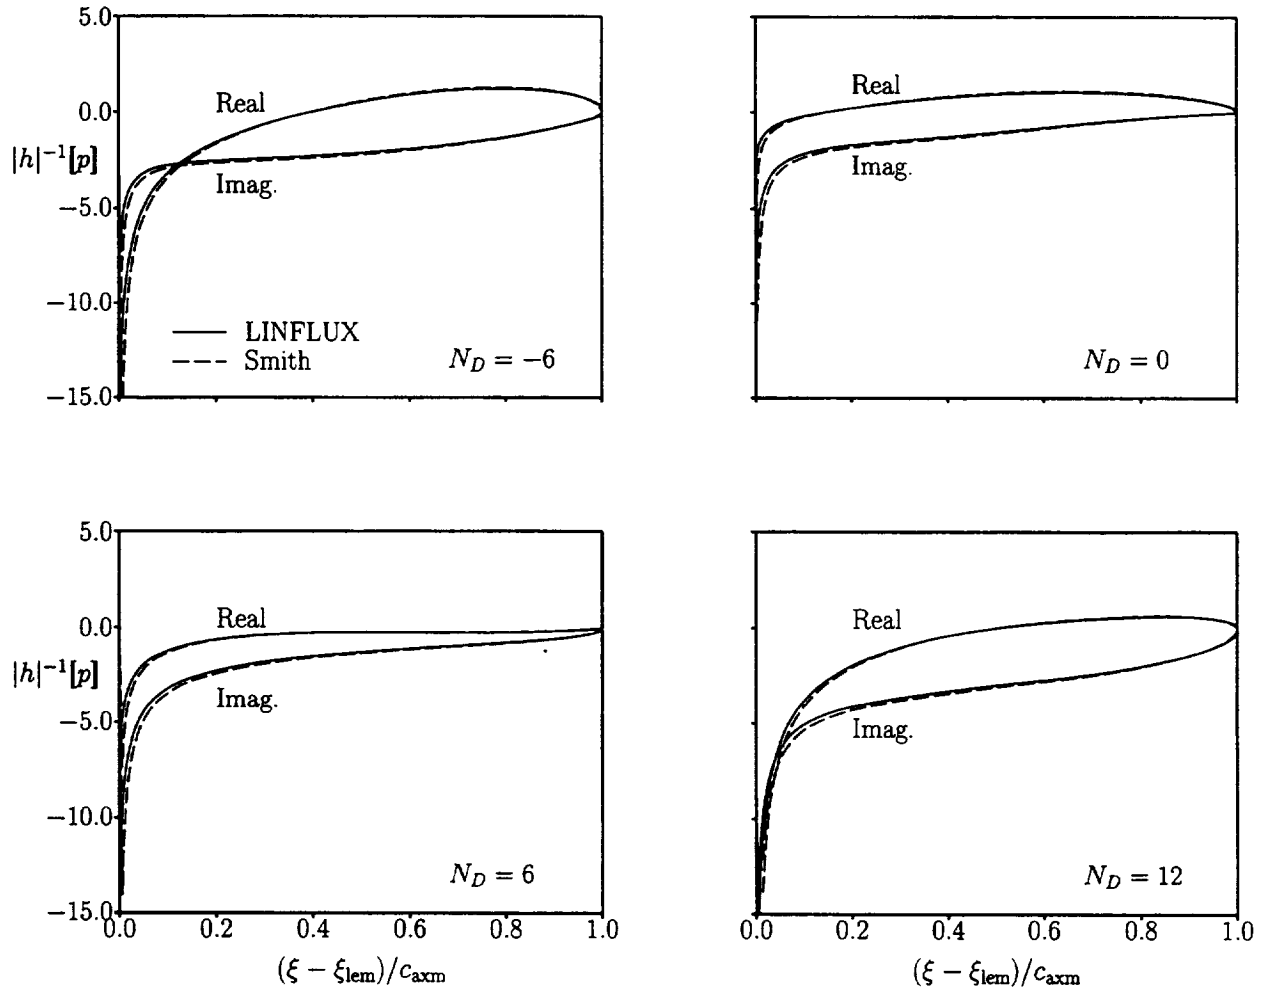 5.0
0.0
|h|⁻¹[p]
−5.0
−10.0
−15.0
Real
Imag.
LINFLUX
Smith
N_D = −6
Real
Imag.
N_D = 0
5.0
0.0
|h|⁻¹[p]
−5.0
−10.0
−15.0
Real
Imag.
N_D = 6
0.0 0.2 0.4 0.6 0.8 1.0
(ξ − ξ_lem)/c_axm
Real
Imag.
N_D = 12
0.0 0.2 0.4 0.6 0.8 1.0
(ξ − ξ_lem)/c_axm